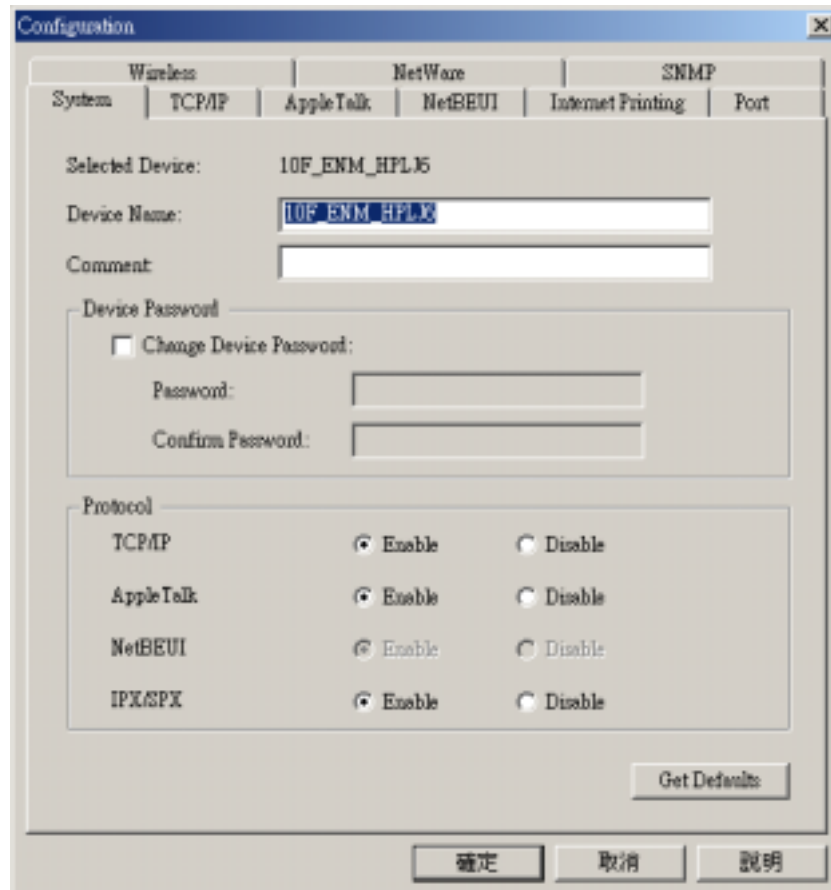 Configuration
Wireless NetWare SNMP
System TCP/IP AppleTalk NetBEUI Internet Printing Port
Selected Device: 10F_ENM_HPLJ6
Device Name: 10F_ENM_HPLJ6
Comment:
Device Password
Change Device Password:
Password:
Confirm Password:
Protocol
TCP/IP Enable Disable
AppleTalk Enable Disable
NetBEUI Enable Disable
IPX/SPX Enable Disable
Get Defaults
確定 取消 說明